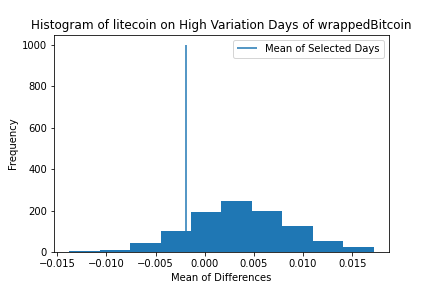 Histogram of litecoin on High Variation Days of wrappedBitcoin
1000
Mean of Selected Days
800
600
400
200
0
Frequency
−0.015 −0.010 −0.005 0.000 0.005 0.010 0.015
Mean of Differences